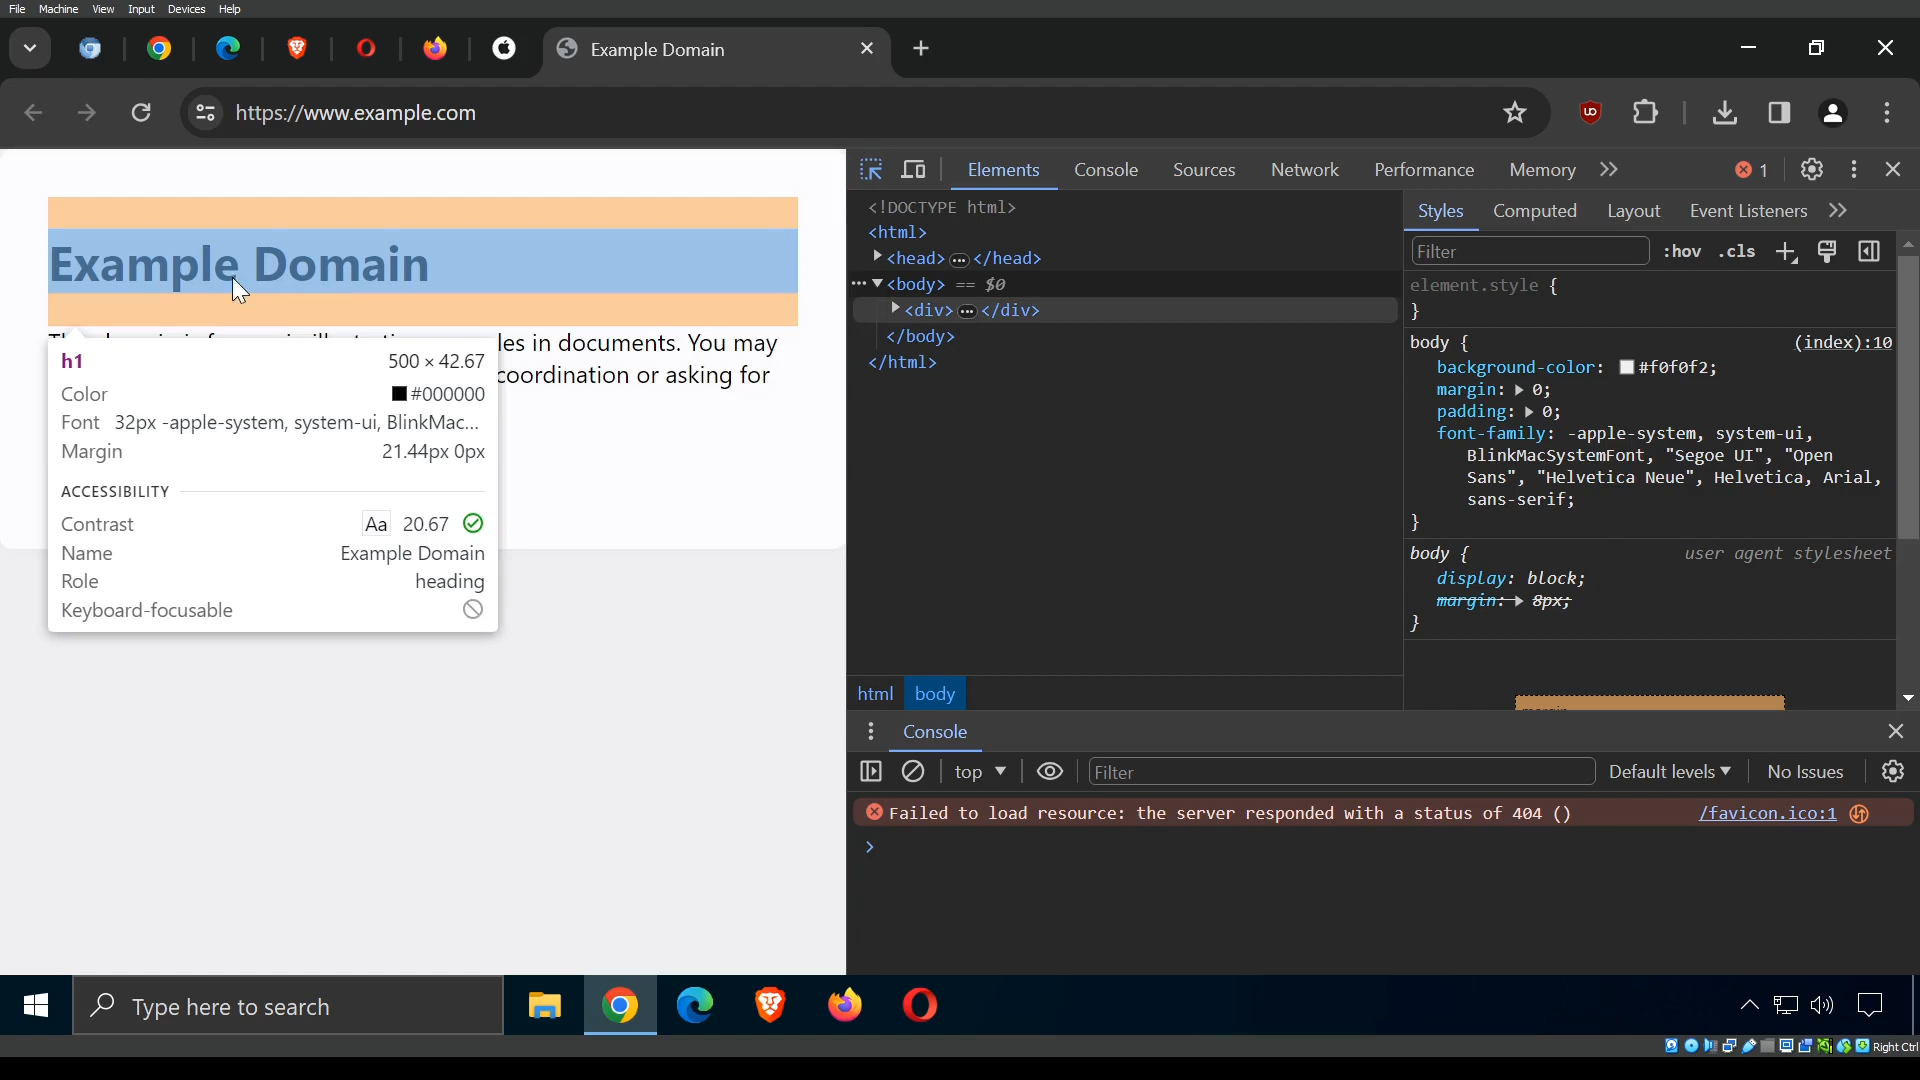 File Machine View Input Devices Help
Example Domain
https://www.example.com
Example Domain
les in documents. You may
coordination or asking for
h1 500 × 42.67
Color #000000
Font 32px -apple-system, system-ui, BlinkMac...
Margin 21.44px 0px
ACCESSIBILITY
Contrast Aa 20.67
Name Example Domain
Role heading
Keyboard-focusable
Elements Console Sources Network Performance Memory 1
<!DOCTYPE html>
<html>
<head> … </head>
<body> == $0
<div> … </div>
</body>
</html>
html body
Styles Computed Layout Event Listeners
Filter :hov .cls
element.style {
}
body { (index):10
background-color: #f0f0f2;
margin: 0;
padding: 0;
font-family: -apple-system, system-ui,
BlinkMacSystemFont, "Segoe UI", "Open
Sans", "Helvetica Neue", Helvetica, Arial,
sans-serif;
}
body { user agent stylesheet
display: block;
margin: 8px;
}
Console
top Filter Default levels No Issues
Failed to load resource: the server responded with a status of 404 () /favicon.ico:1
Type here to search
Right Ctrl